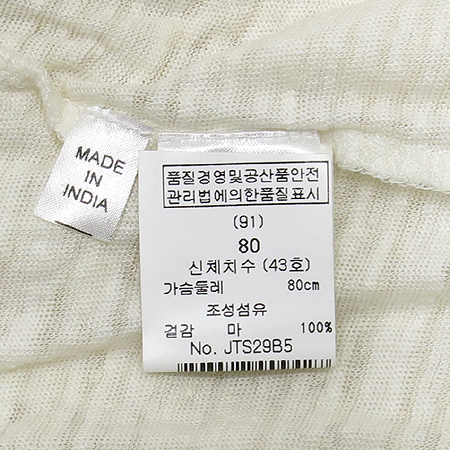 MADE
IN
INDIA
품질경영및공산품안전
관리법에의한품질표시
(91)
80
신체치수 (43호)
가슴둘레 80cm
조성섬유
겉감 마 100%
No. JTS29B5